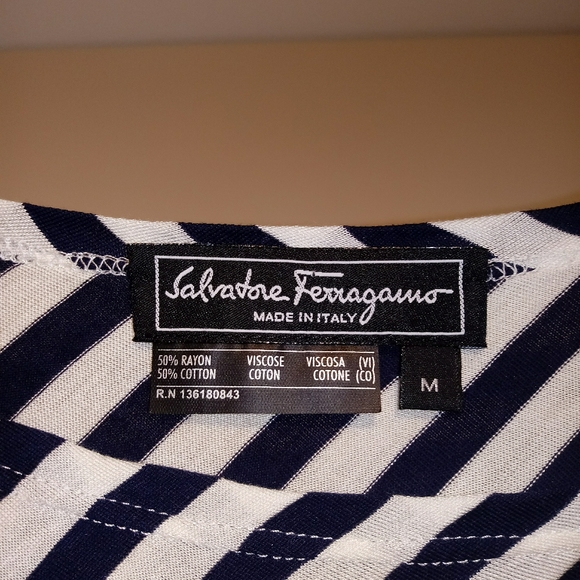 Salvatore Ferragamo
MADE IN ITALY
50% RAYON VISCOSE VISCOSA (VI)
50% COTTON COTON COTONE (CO)
R.N 136180843
M